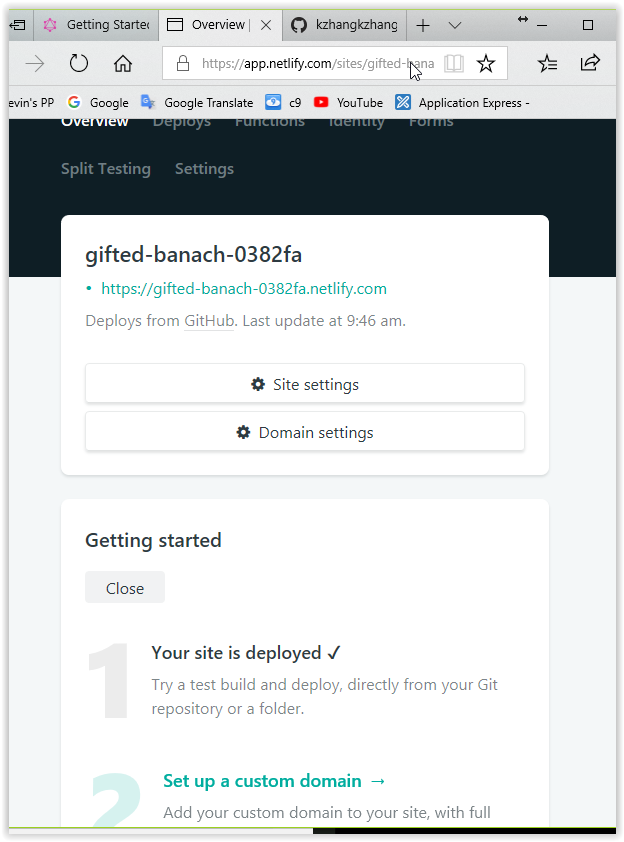 Getting Started
Overview |
kzhangkzhang
https://app.netlify.com/sites/gifted-bana
evin's PP
Google
Google Translate
c9
YouTube
Application Express -
Overview Deploys Functions Identity Forms
Split Testing Settings
gifted-banach-0382fa
• https://gifted-banach-0382fa.netlify.com
Deploys from GitHub. Last update at 9:46 am.
Site settings
Domain settings
Getting started
Close
1
Your site is deployed ✓
Try a test build and deploy, directly from your Git
repository or a folder.
2
Set up a custom domain →
Add your custom domain to your site, with full